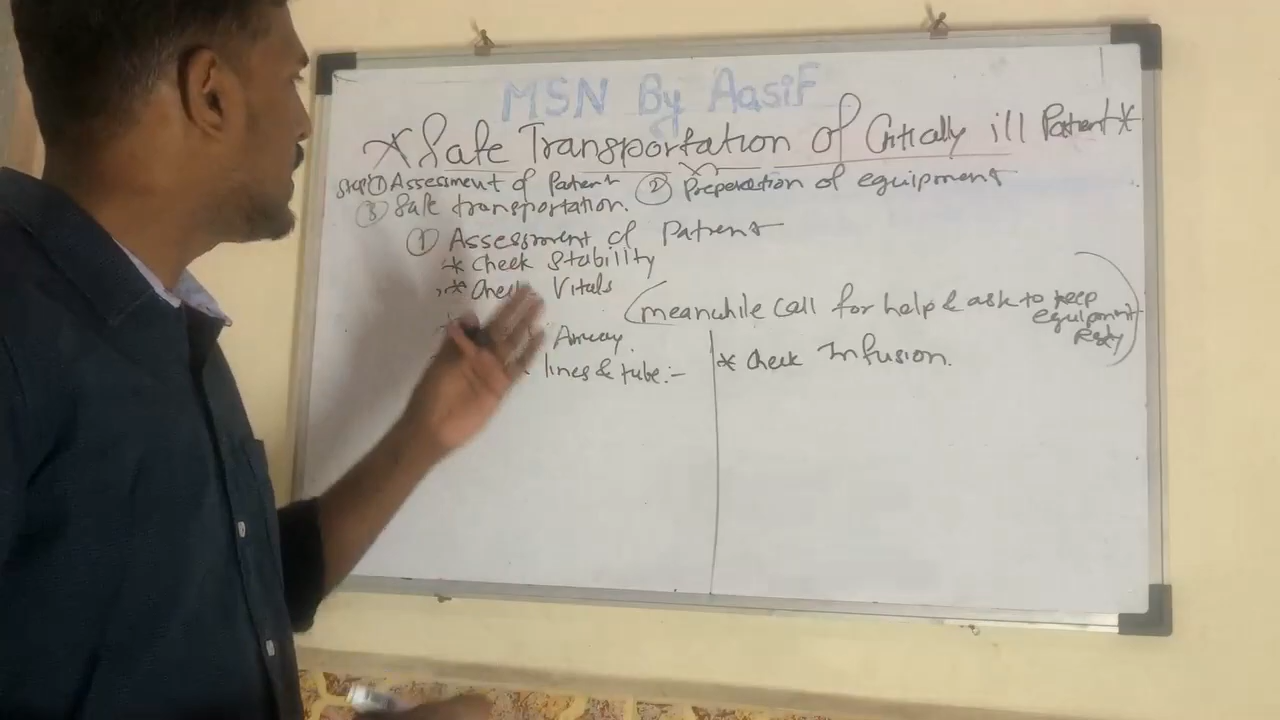 MSN By Aasif
* Safe Transportation of Critically ill Patient *
Step ① Assessment of Patient ② Preparation of equipment
③ Safe transportation.
① Assessment of Patient
* Check Stability
* Check Vitals
(meanwhile call for help & ask to keep
equipment
Ready)
Airway.
lines & tube:-
* Check Infusion.